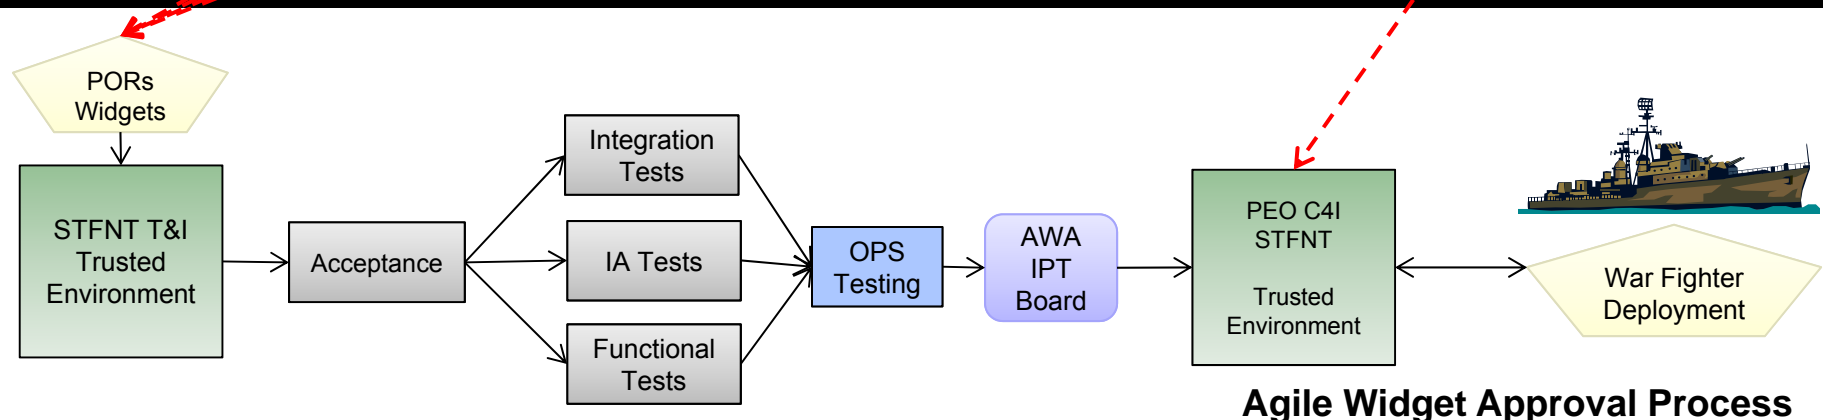 PORs
Widgets
STFNT T&I
Trusted
Environment
Acceptance
Integration
Tests
IA Tests
Functional
Tests
OPS
Testing
AWA
IPT
Board
PEO C4I
STFNT
Trusted
Environment
War Fighter
Deployment
Agile Widget Approval Process